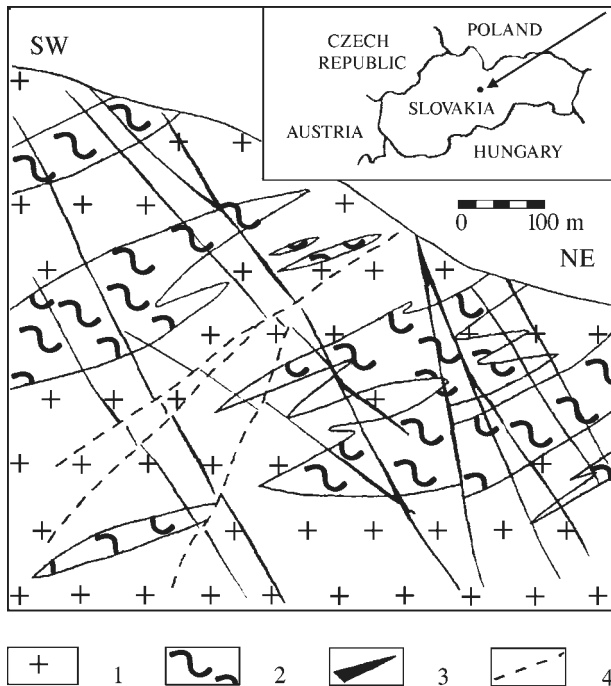 SW
POLAND
CZECH
REPUBLIC
SLOVAKIA
AUSTRIA
HUNGARY
0 100 m
NE
1 2 3 4